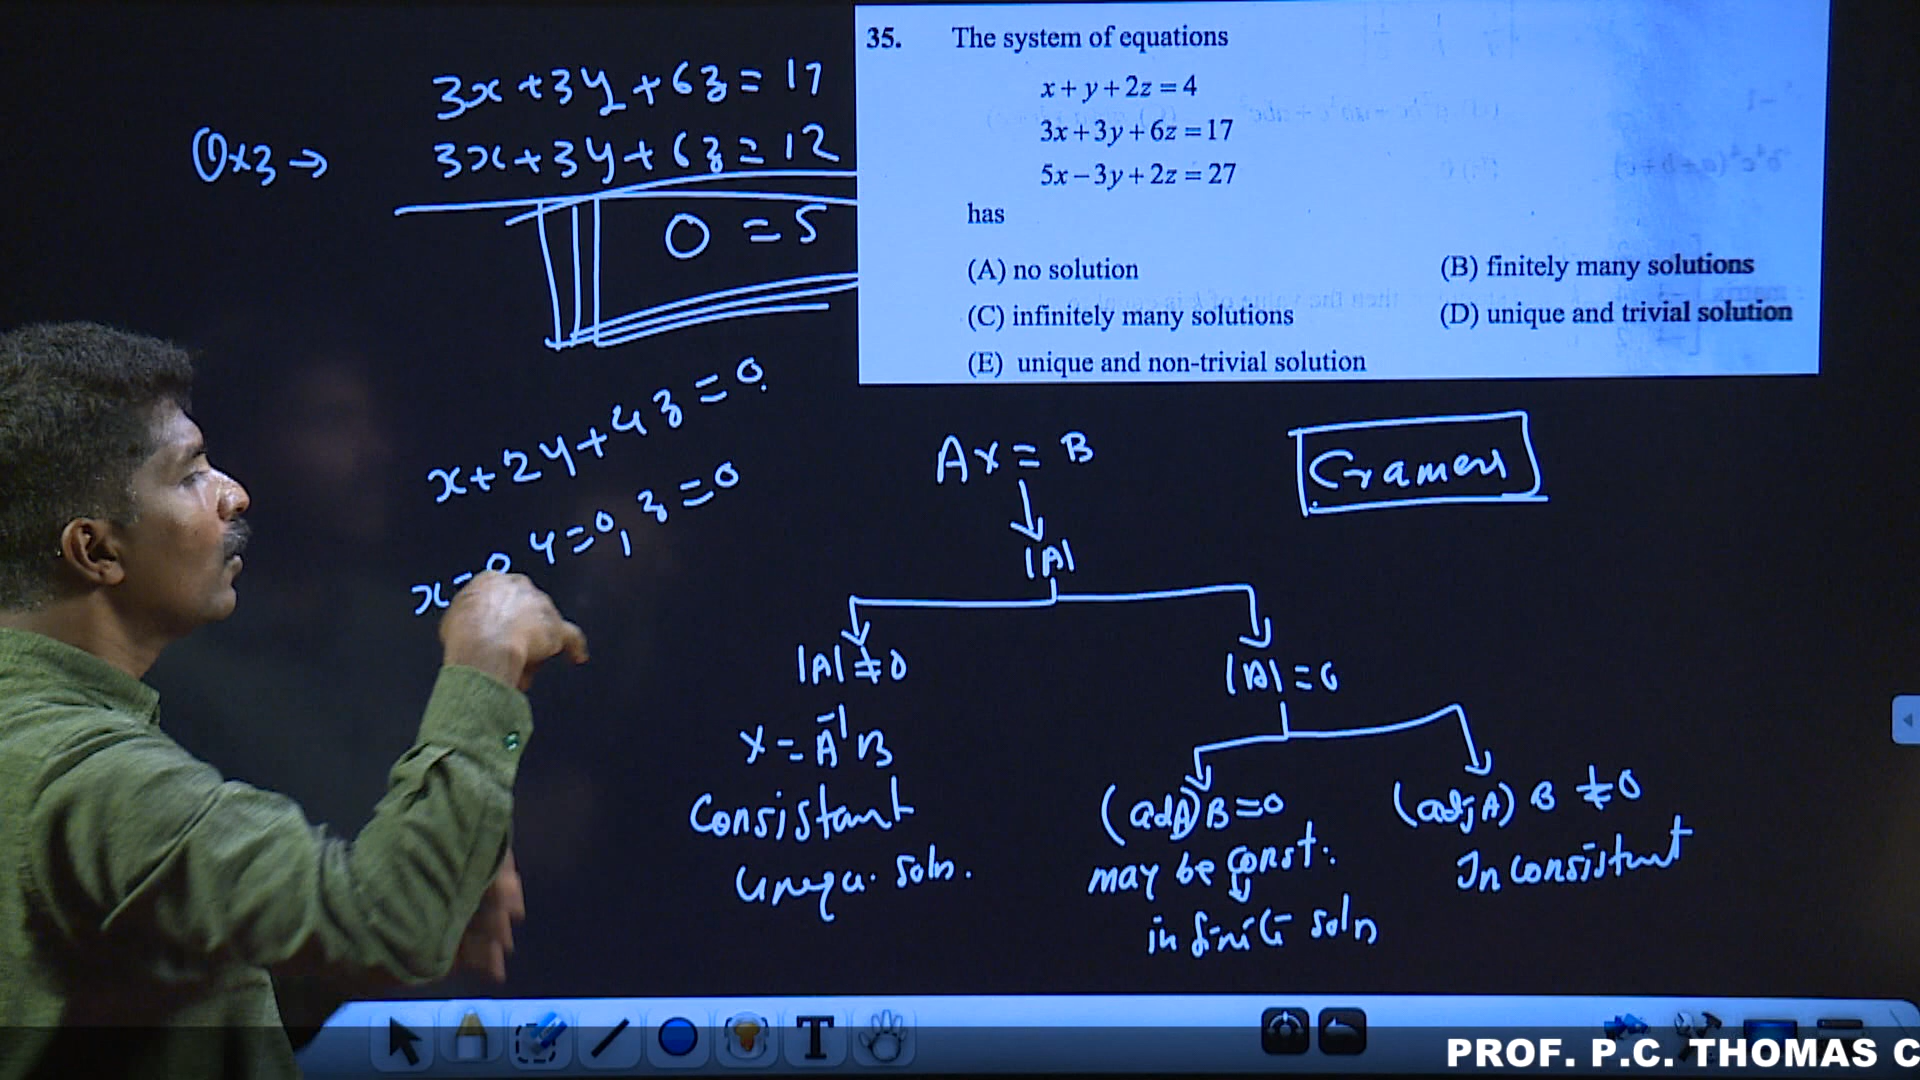 3x+3y+6z=17
①×3→ 3x+3y+6z=12
0=5
x+2y+4z=0
x=0 y=0, z=0
35. The system of equations
x+y+2z=4
3x+3y+6z=17
5x−3y+2z=27
has
(A) no solution (B) finitely many solutions
(C) infinitely many solutions (D) unique and trivial solution
(E) unique and non-trivial solution
AX=B
Cramers
|A|
|A|≠0 |A|=0
X=A⁻¹B
Consistant
uniqu. soln.
(adA)B=0 (adjA) B ≠0
may be const. Inconsistant
infinite soln
T
PROF. P.C. THOMAS C